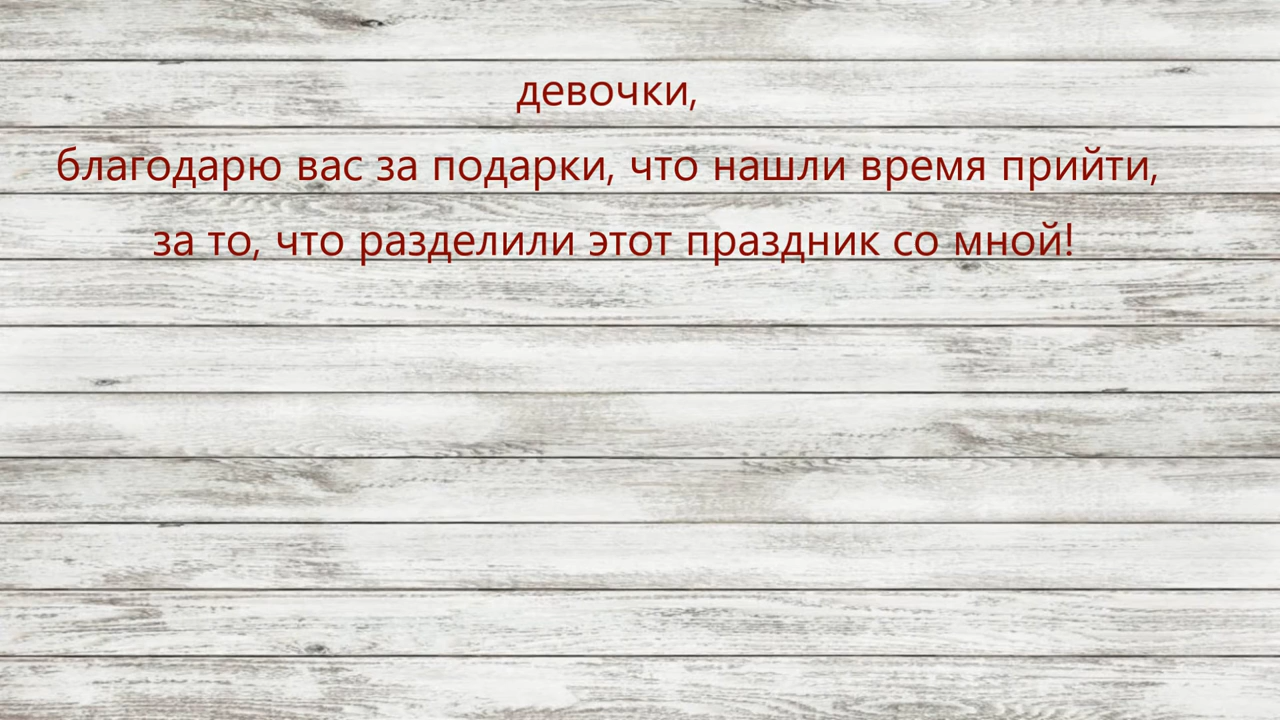 девочки,
благодарю вас за подарки, что нашли время прийти,
за то, что разделили этот праздник со мной!